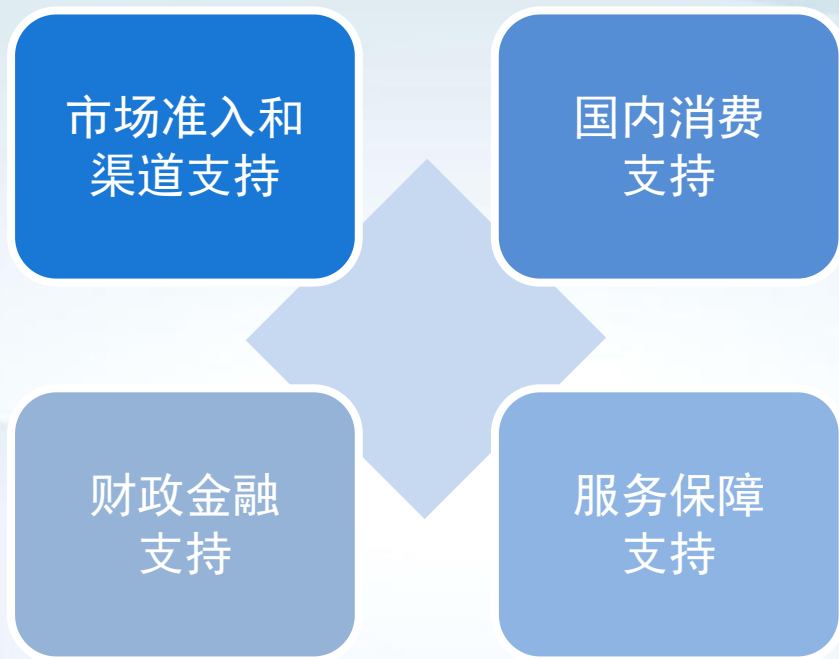 市场准入和
渠道支持
国内消费
支持
财政金融
支持
服务保障
支持